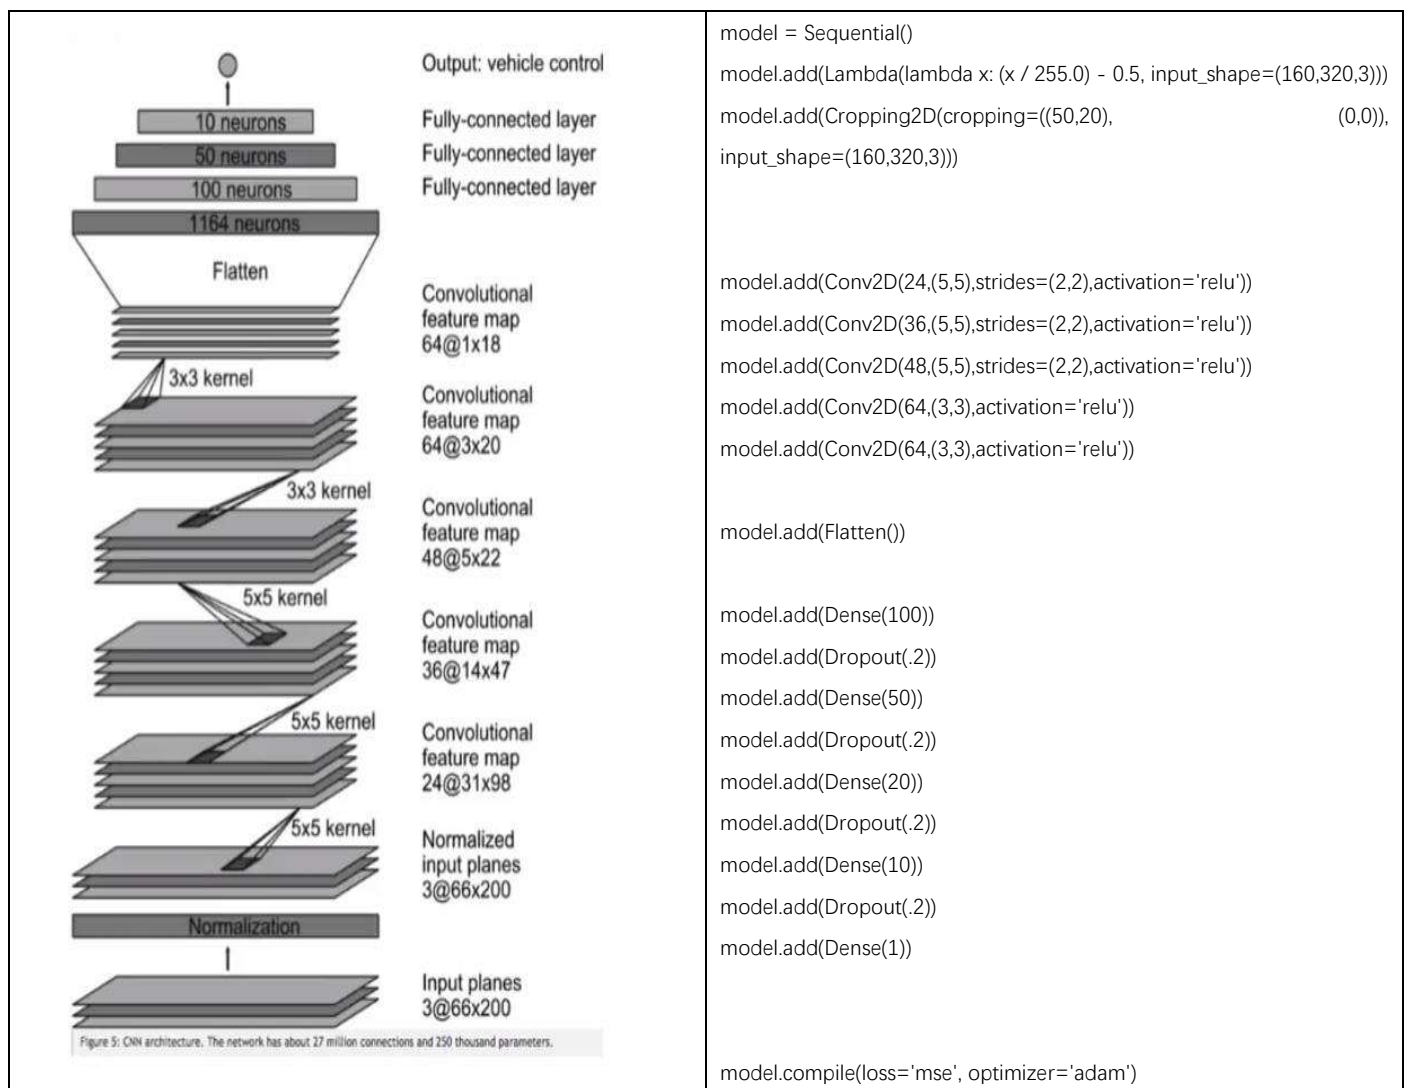 Output: vehicle control
10 neurons
Fully-connected layer
50 neurons
Fully-connected layer
100 neurons
Fully-connected layer
1164 neurons
Flatten
Convolutional
feature map
64@1x18
3x3 kernel
Convolutional
feature map
64@3x20
3x3 kernel
Convolutional
feature map
48@5x22
5x5 kernel
Convolutional
feature map
36@14x47
5x5 kernel
Convolutional
feature map
24@31x98
5x5 kernel
Normalized
input planes
3@66x200
Normalization
Input planes
3@66x200
Figure 5: CNN architecture. The network has about 27 million connections and 250 thousand parameters.
model = Sequential()
model.add(Lambda(lambda x: (x / 255.0) - 0.5, input_shape=(160,320,3)))
model.add(Cropping2D(cropping=((50,20), (0,0)),
input_shape=(160,320,3)))
model.add(Conv2D(24,(5,5),strides=(2,2),activation='relu'))
model.add(Conv2D(36,(5,5),strides=(2,2),activation='relu'))
model.add(Conv2D(48,(5,5),strides=(2,2),activation='relu'))
model.add(Conv2D(64,(3,3),activation='relu'))
model.add(Conv2D(64,(3,3),activation='relu'))
model.add(Flatten())
model.add(Dense(100))
model.add(Dropout(.2))
model.add(Dense(50))
model.add(Dropout(.2))
model.add(Dense(20))
model.add(Dropout(.2))
model.add(Dense(10))
model.add(Dropout(.2))
model.add(Dense(1))
model.compile(loss='mse', optimizer='adam')